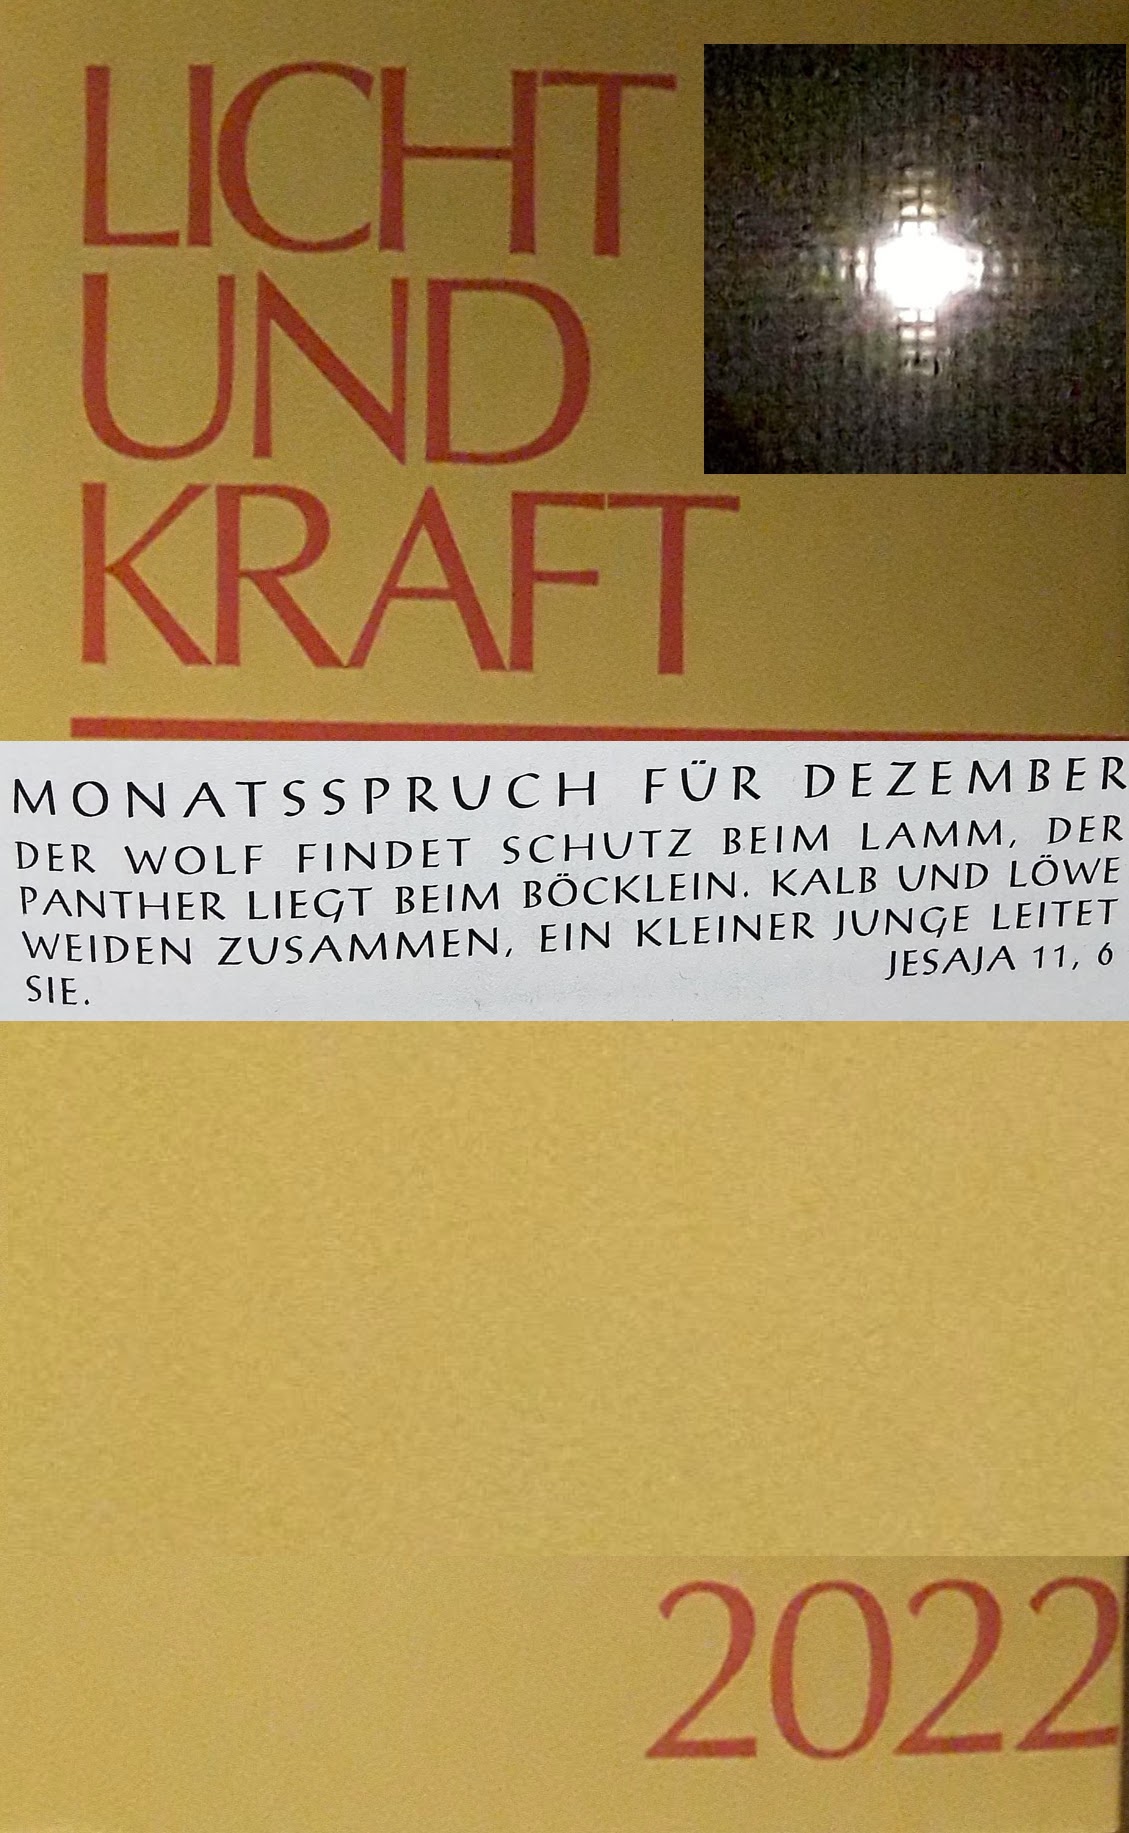 LICHT
UND
KRAFT
MONATSSPRUCH FÜR DEZEMBER
DER WOLF FINDET SCHUTZ BEIM LAMM, DER
PANTHER LIEGT BEIM BÖCKLEIN. KALB UND LÖWE
WEIDEN ZUSAMMEN, EIN KLEINER JUNGE LEITET
SIE.
JESAJA 11, 6
2022